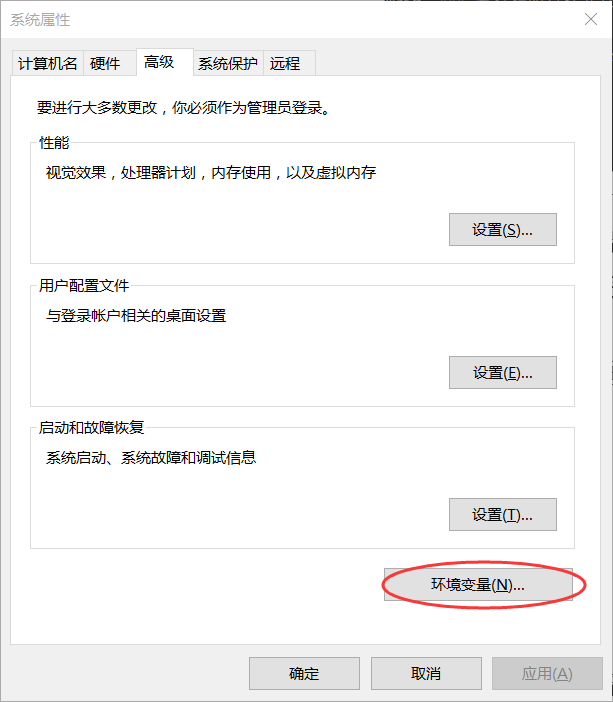 系统属性
计算机名 硬件 高级 系统保护 远程
要进行大多数更改，你必须作为管理员登录。
性能
视觉效果，处理器计划，内存使用，以及虚拟内存
设置(S)...
用户配置文件
与登录帐户相关的桌面设置
设置(E)...
启动和故障恢复
系统启动、系统故障和调试信息
设置(T)...
环境变量(N)...
确定 取消 应用(A)